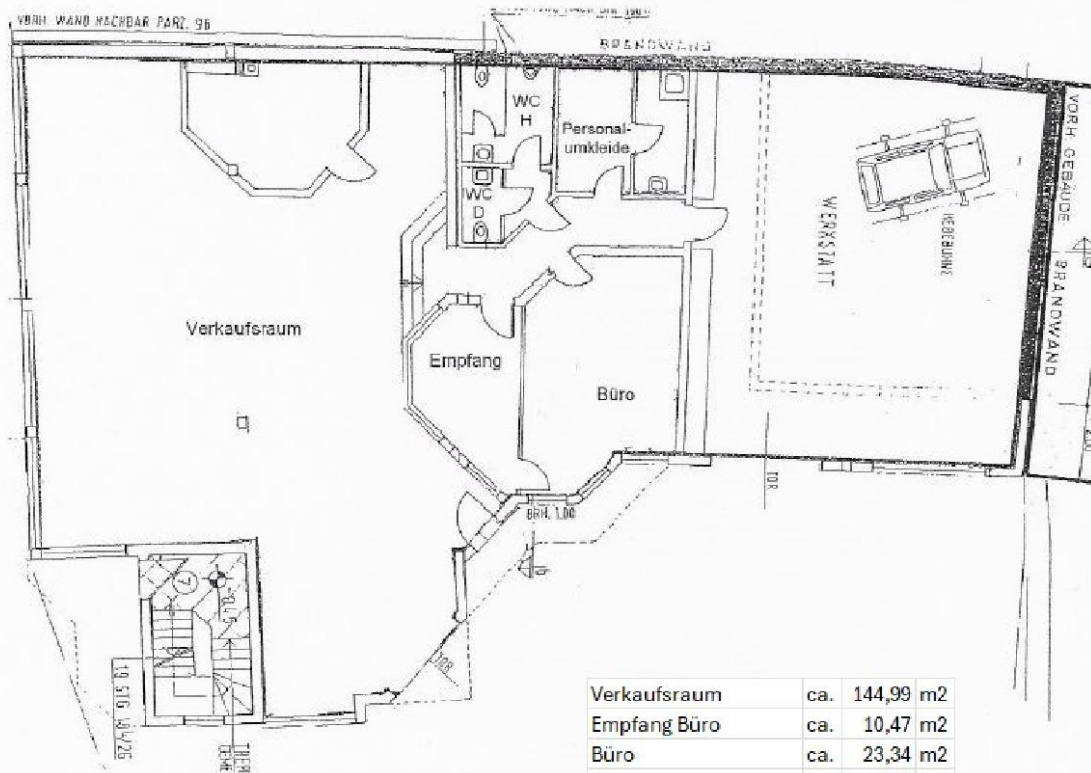 VORH. WAND NACHBAR PARZ. 96
BRANDWAND
WC
H
Personal-
umkleide
WC
D
WERKSTATT
HEBEBÜHNE
VORH. GEBÄUDE
BRANDWAND
Verkaufsraum
Empfang
Büro
TOR
BRH. 1.00
7
TOR
Verkaufsraum ca. 144,99 m2
Empfang Büro ca. 10,47 m2
Büro ca. 23,34 m2